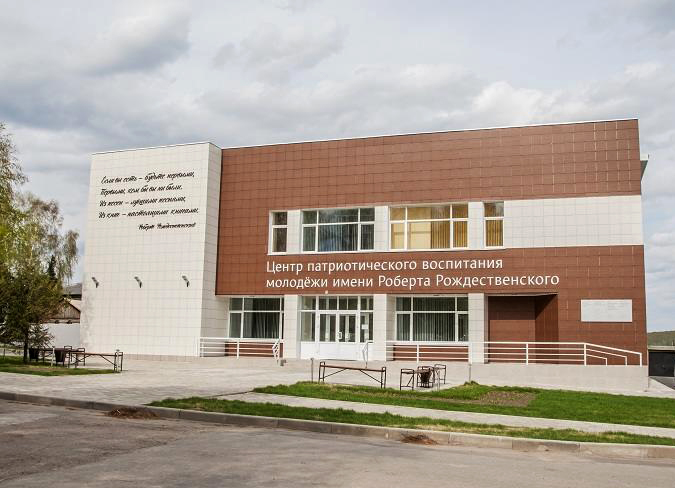 Если вы есть – будьте первыми,
Первыми, кем бы вы ни были.
Из песен – лучшими песнями,
Из книг – настоящими книгами.
Роберт Рождественский
Центр патриотического воспитания
молодёжи имени Роберта Рождественского